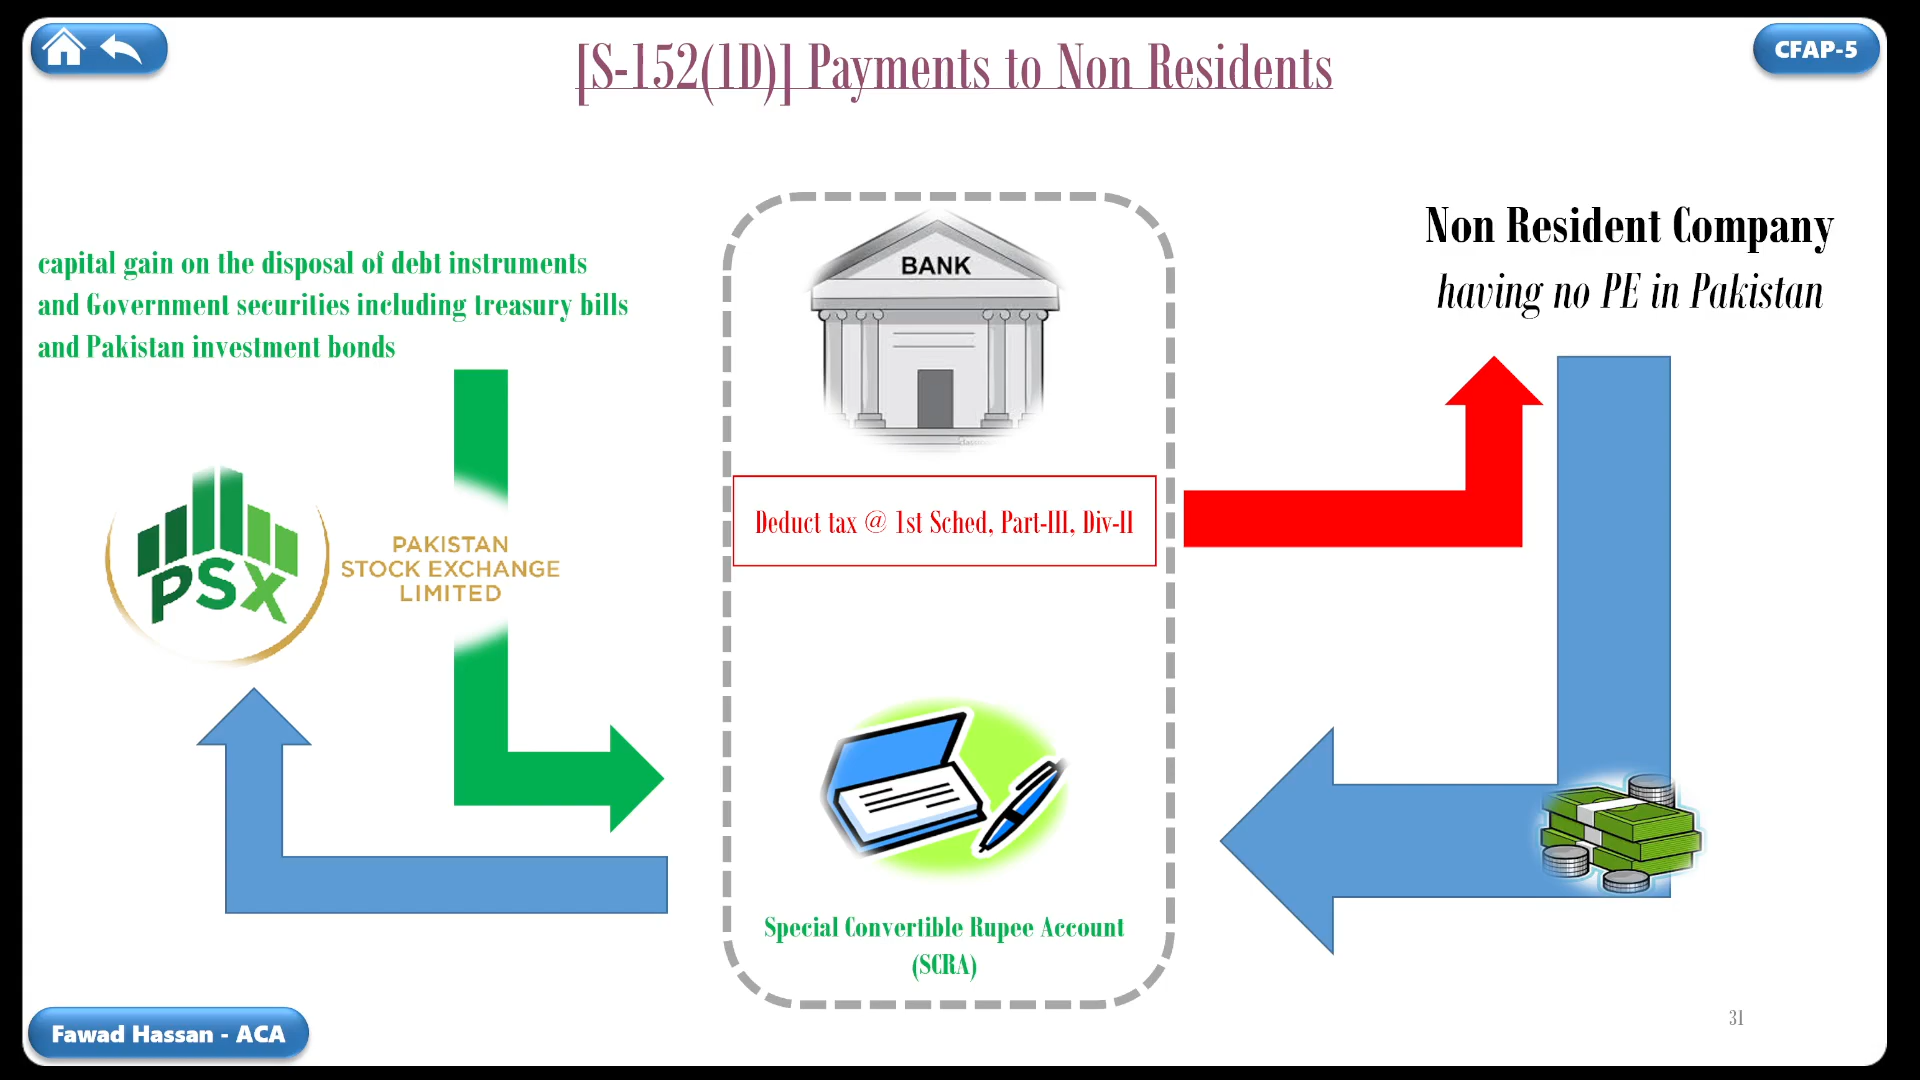 [S-152(1D)] Payments to Non Residents
CFAP-5
capital gain on the disposal of debt instruments
and Government securities including treasury bills
and Pakistan investment bonds
BANK
Non Resident Company
having no PE in Pakistan
Deduct tax @ 1st Sched, Part-III, Div-II
PSX
PAKISTAN
STOCK EXCHANGE
LIMITED
Special Convertible Rupee Account
(SCRA)
Fawad Hassan - ACA
31